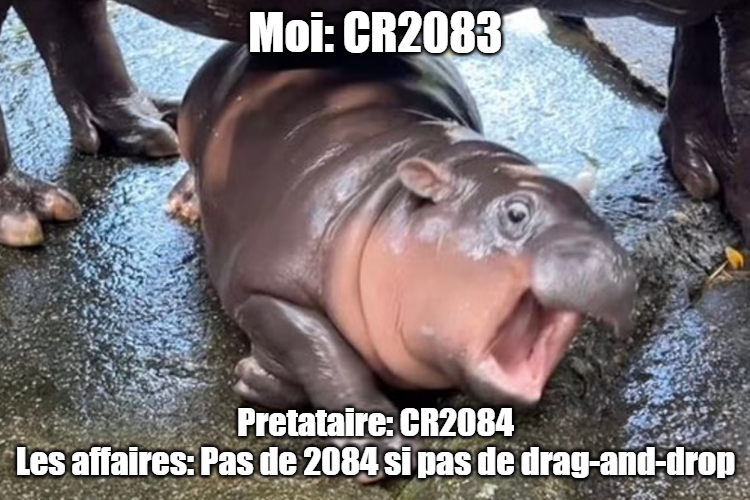 Moi: CR2083
Pretataire: CR2084
Les affaires: Pas de 2084 si pas de drag-and-drop